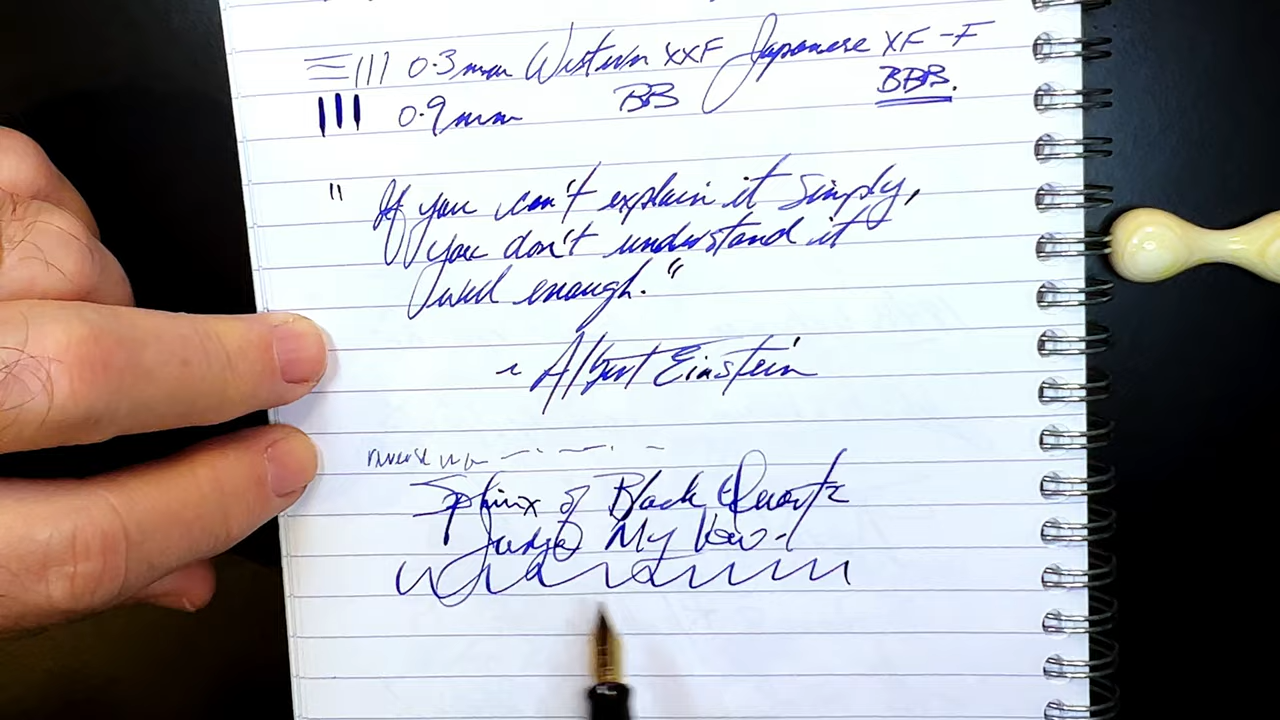 0.3mm Western XXF Japanese XF-F
0.9mm BB BBB.
" If you can't explain it simply,
you don't understand it
well enough."
~ Albert Einstein
Sphinx of Black Quartz
Judge My Vow